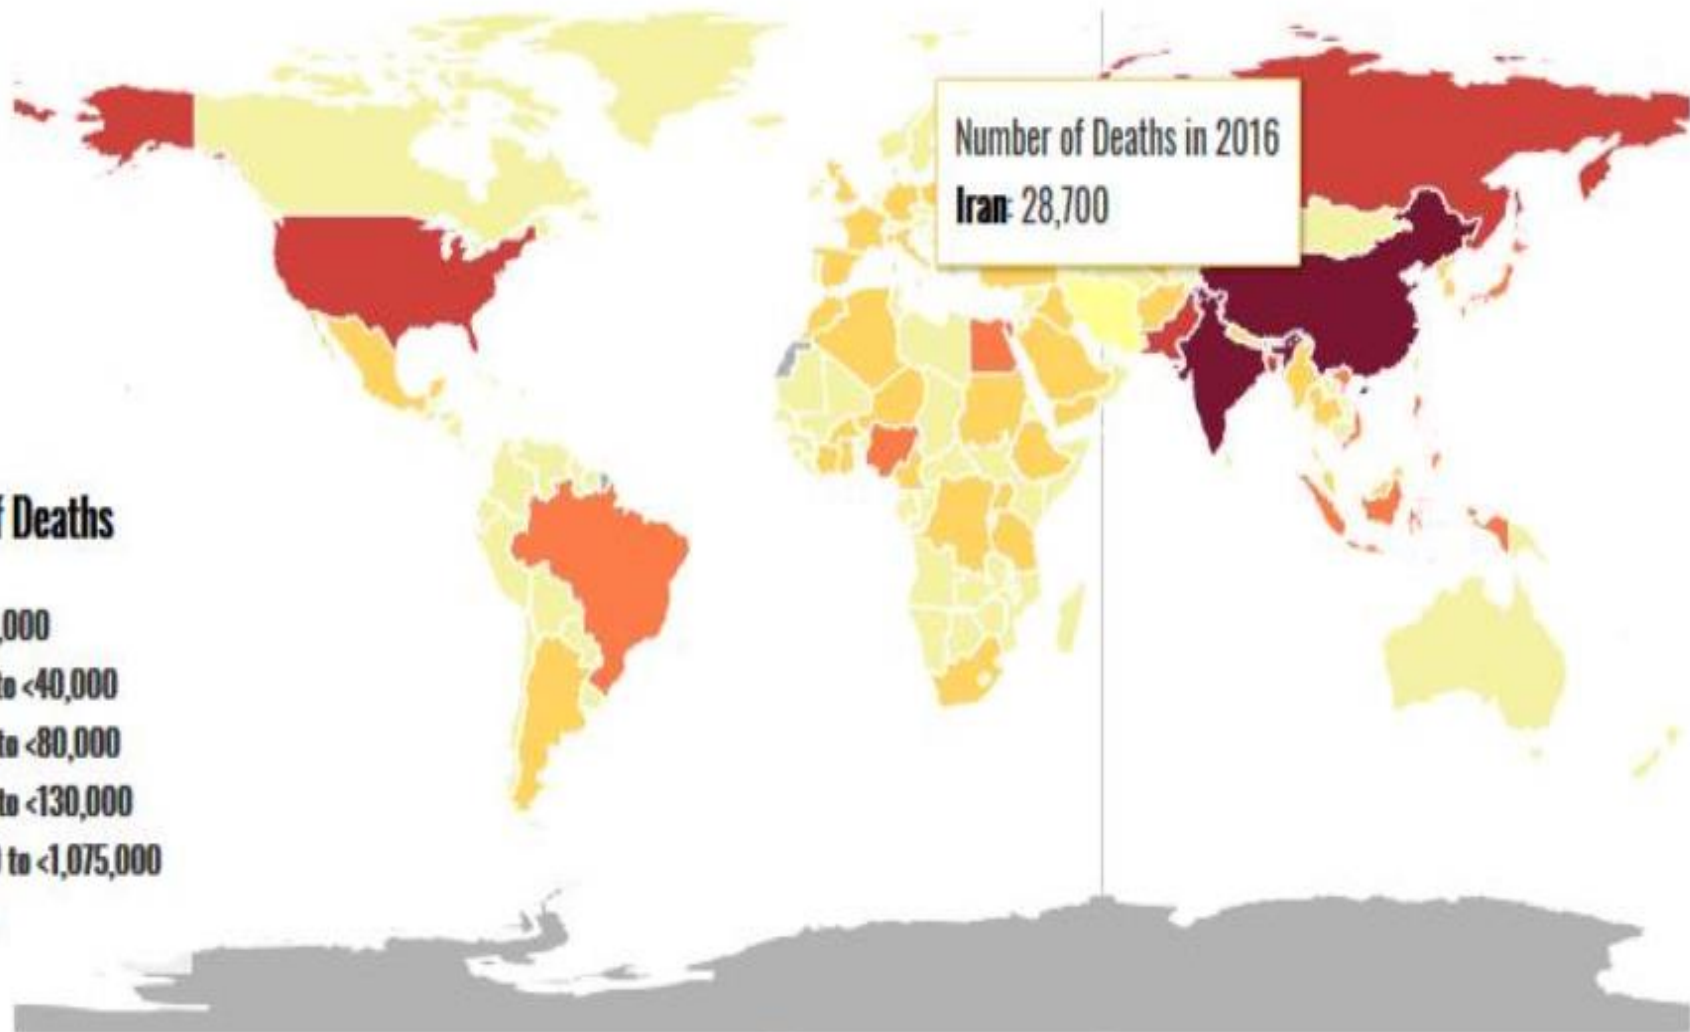 Number of Deaths in 2016
Iran: 28,700
f Deaths
,000
to <40,000
to <80,000
to <130,000
) to <1,075,000